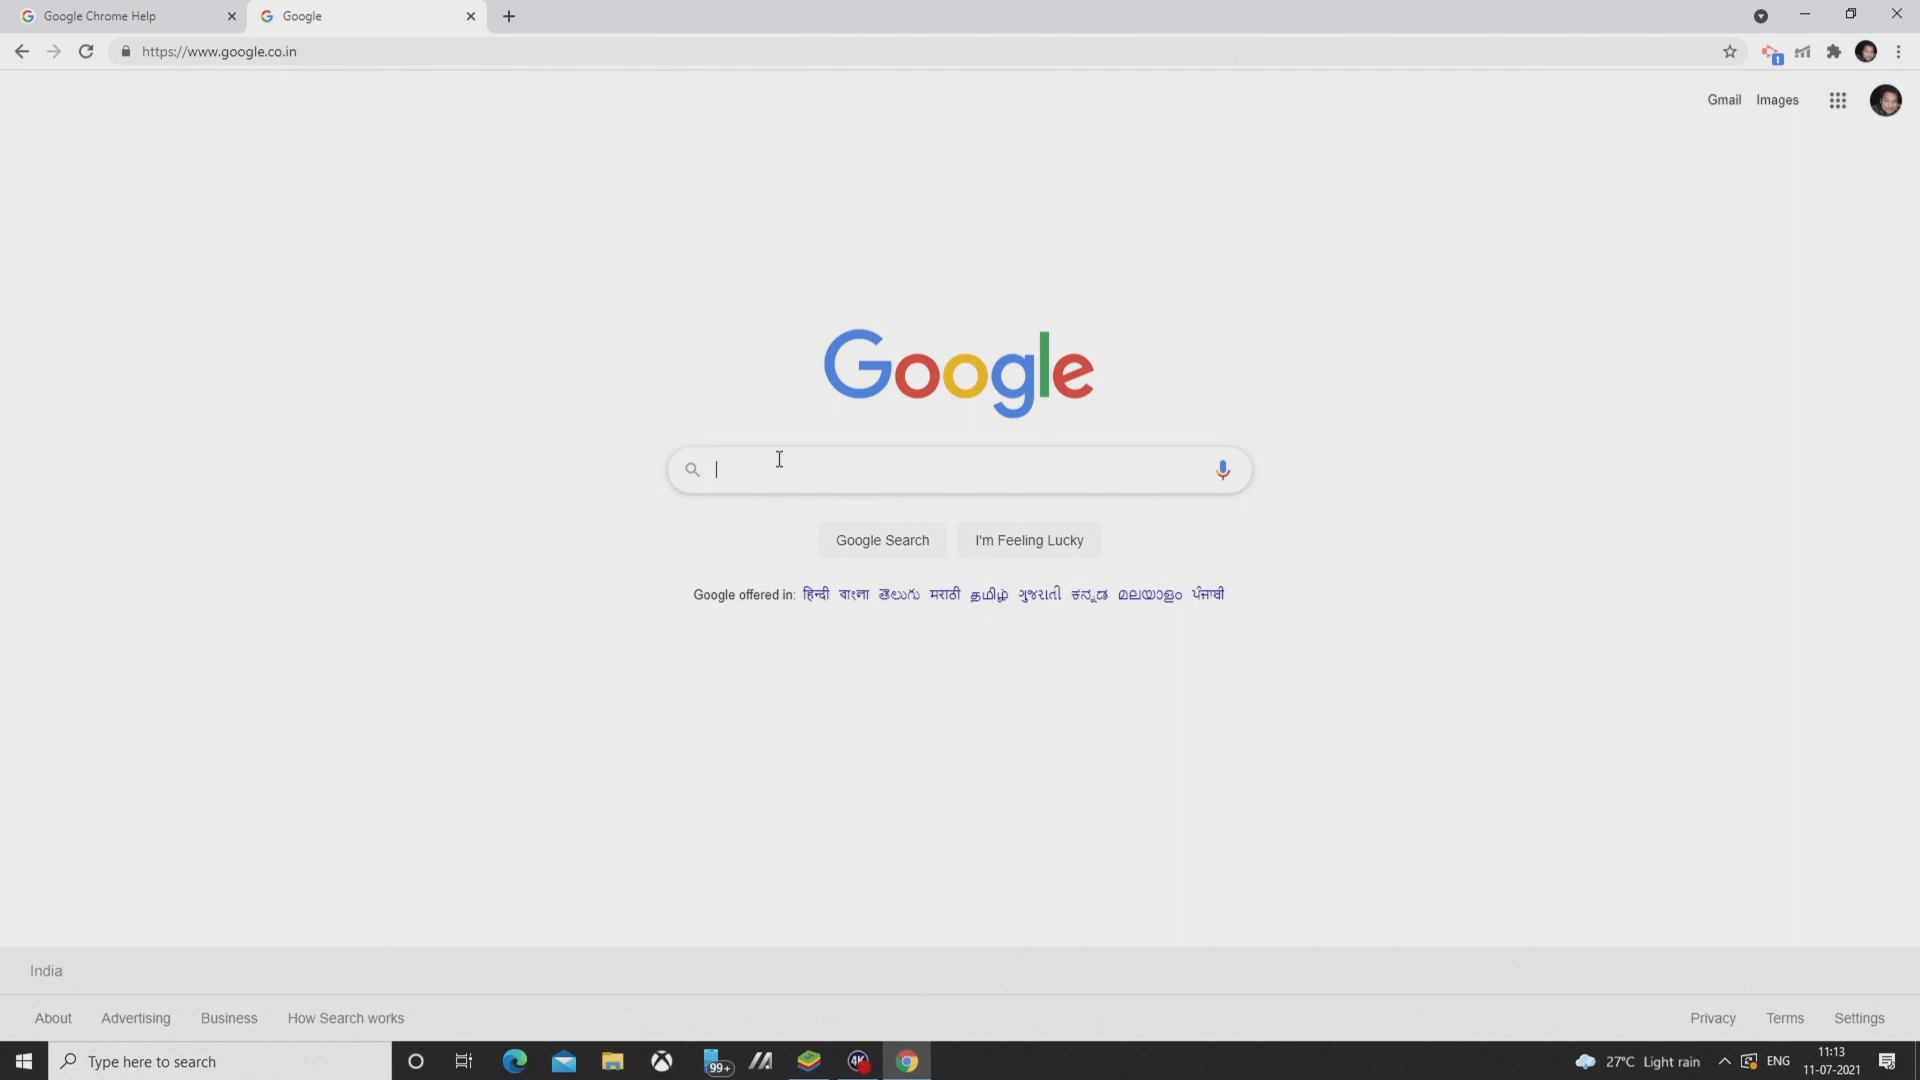 Google Chrome Help
Google
https://www.google.co.in
1
Gmail Images
Google
Google Search I'm Feeling Lucky
Google offered in: हिन्दी বাংলা తెలుగు मराठी தமிழ் ગુજરાતી ಕನ್ನಡ മലയാളം ਪੰਜਾਬੀ
India
About Advertising Business How Search works Privacy Terms Settings
Type here to search 99+ 4K 27°C Light rain ENG 11:13
11-07-2021